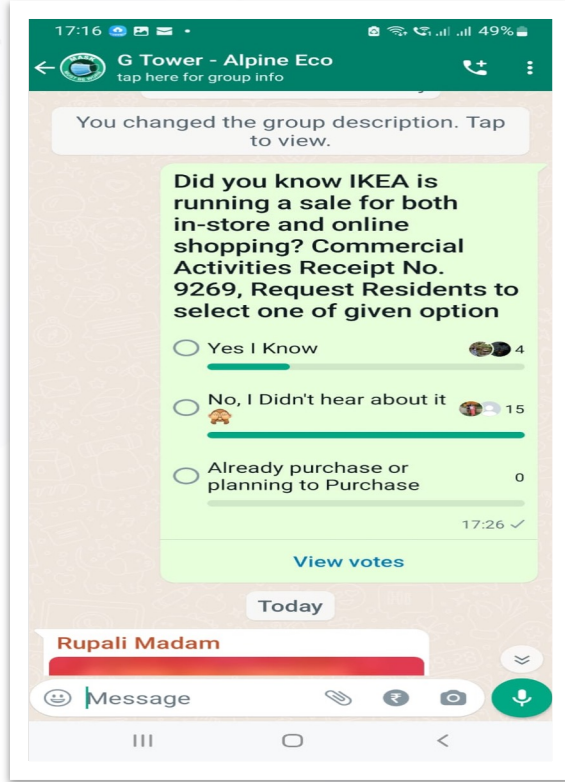 17:16 49%
G Tower - Alpine Eco
tap here for group info
You changed the group description. Tap
to view.
Did you know IKEA is
running a sale for both
in-store and online
shopping? Commercial
Activities Receipt No.
9269, Request Residents to
select one of given option
Yes I Know 4
No, I Didn't hear about it 15
🙈
Already purchase or 0
planning to Purchase
17:26
View votes
Today
Rupali Madam
Message